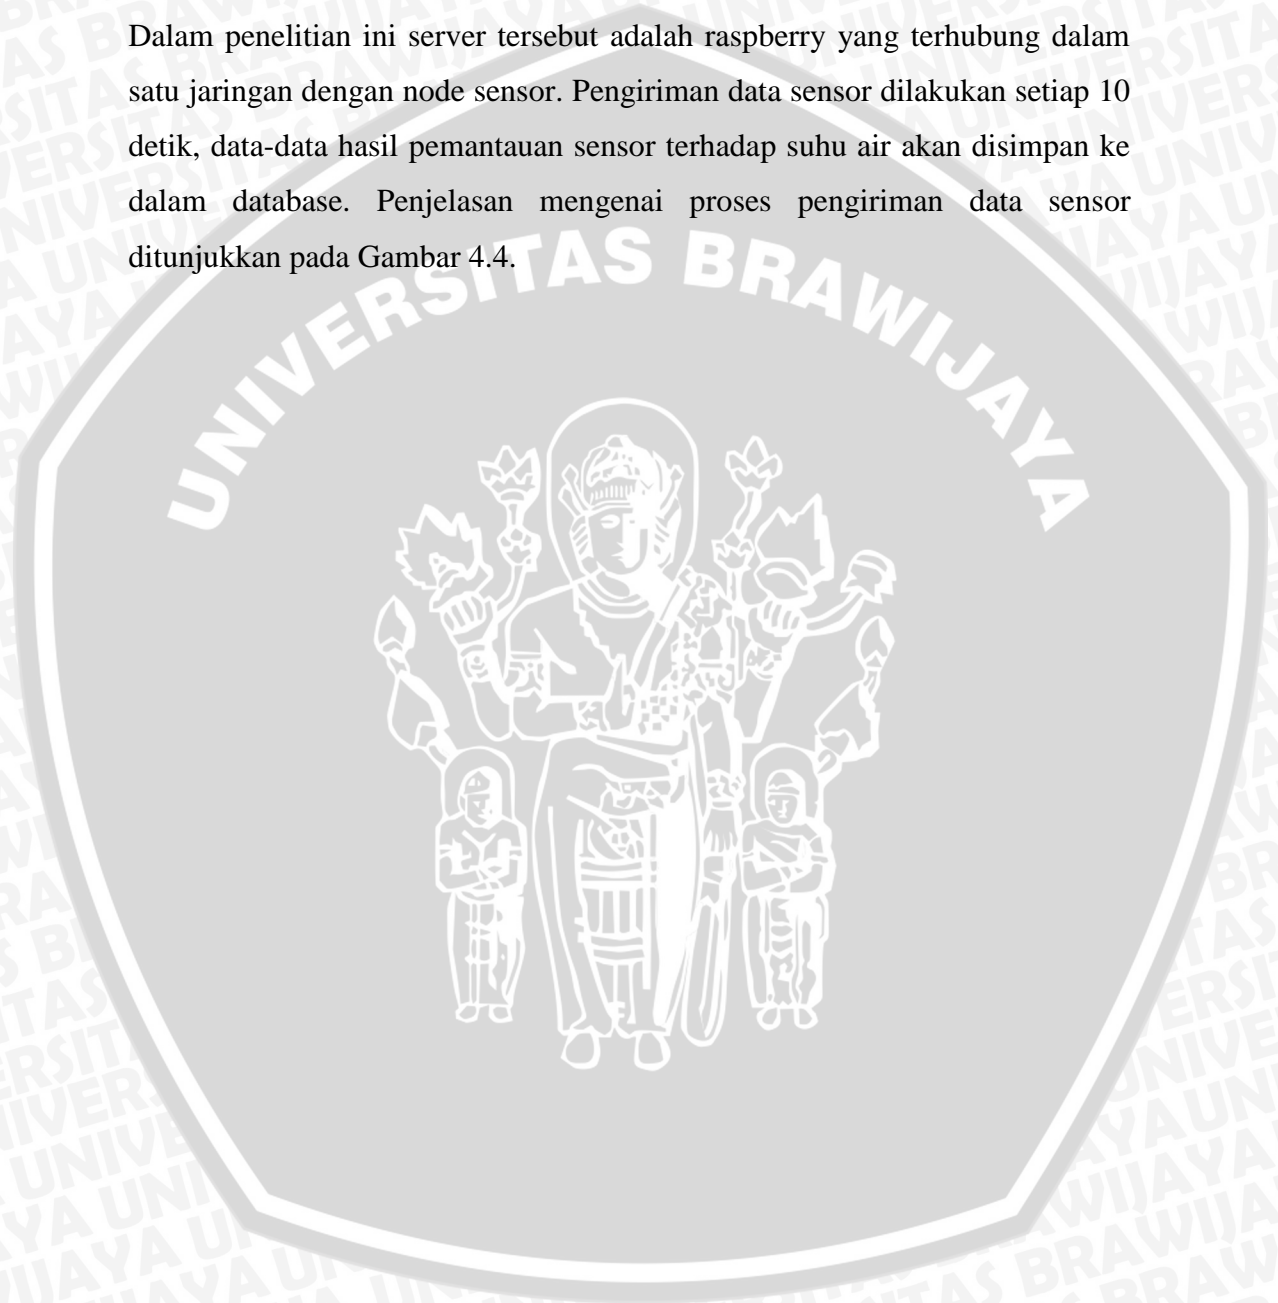 Dalam penelitian ini server tersebut adalah raspberry yang terhubung dalam
satu jaringan dengan node sensor. Pengiriman data sensor dilakukan setiap 10
detik, data-data hasil pemantauan sensor terhadap suhu air akan disimpan ke
dalam database. Penjelasan mengenai proses pengiriman data sensor
ditunjukkan pada Gambar 4.4.
UNIVERSITAS BRAWIJAYA